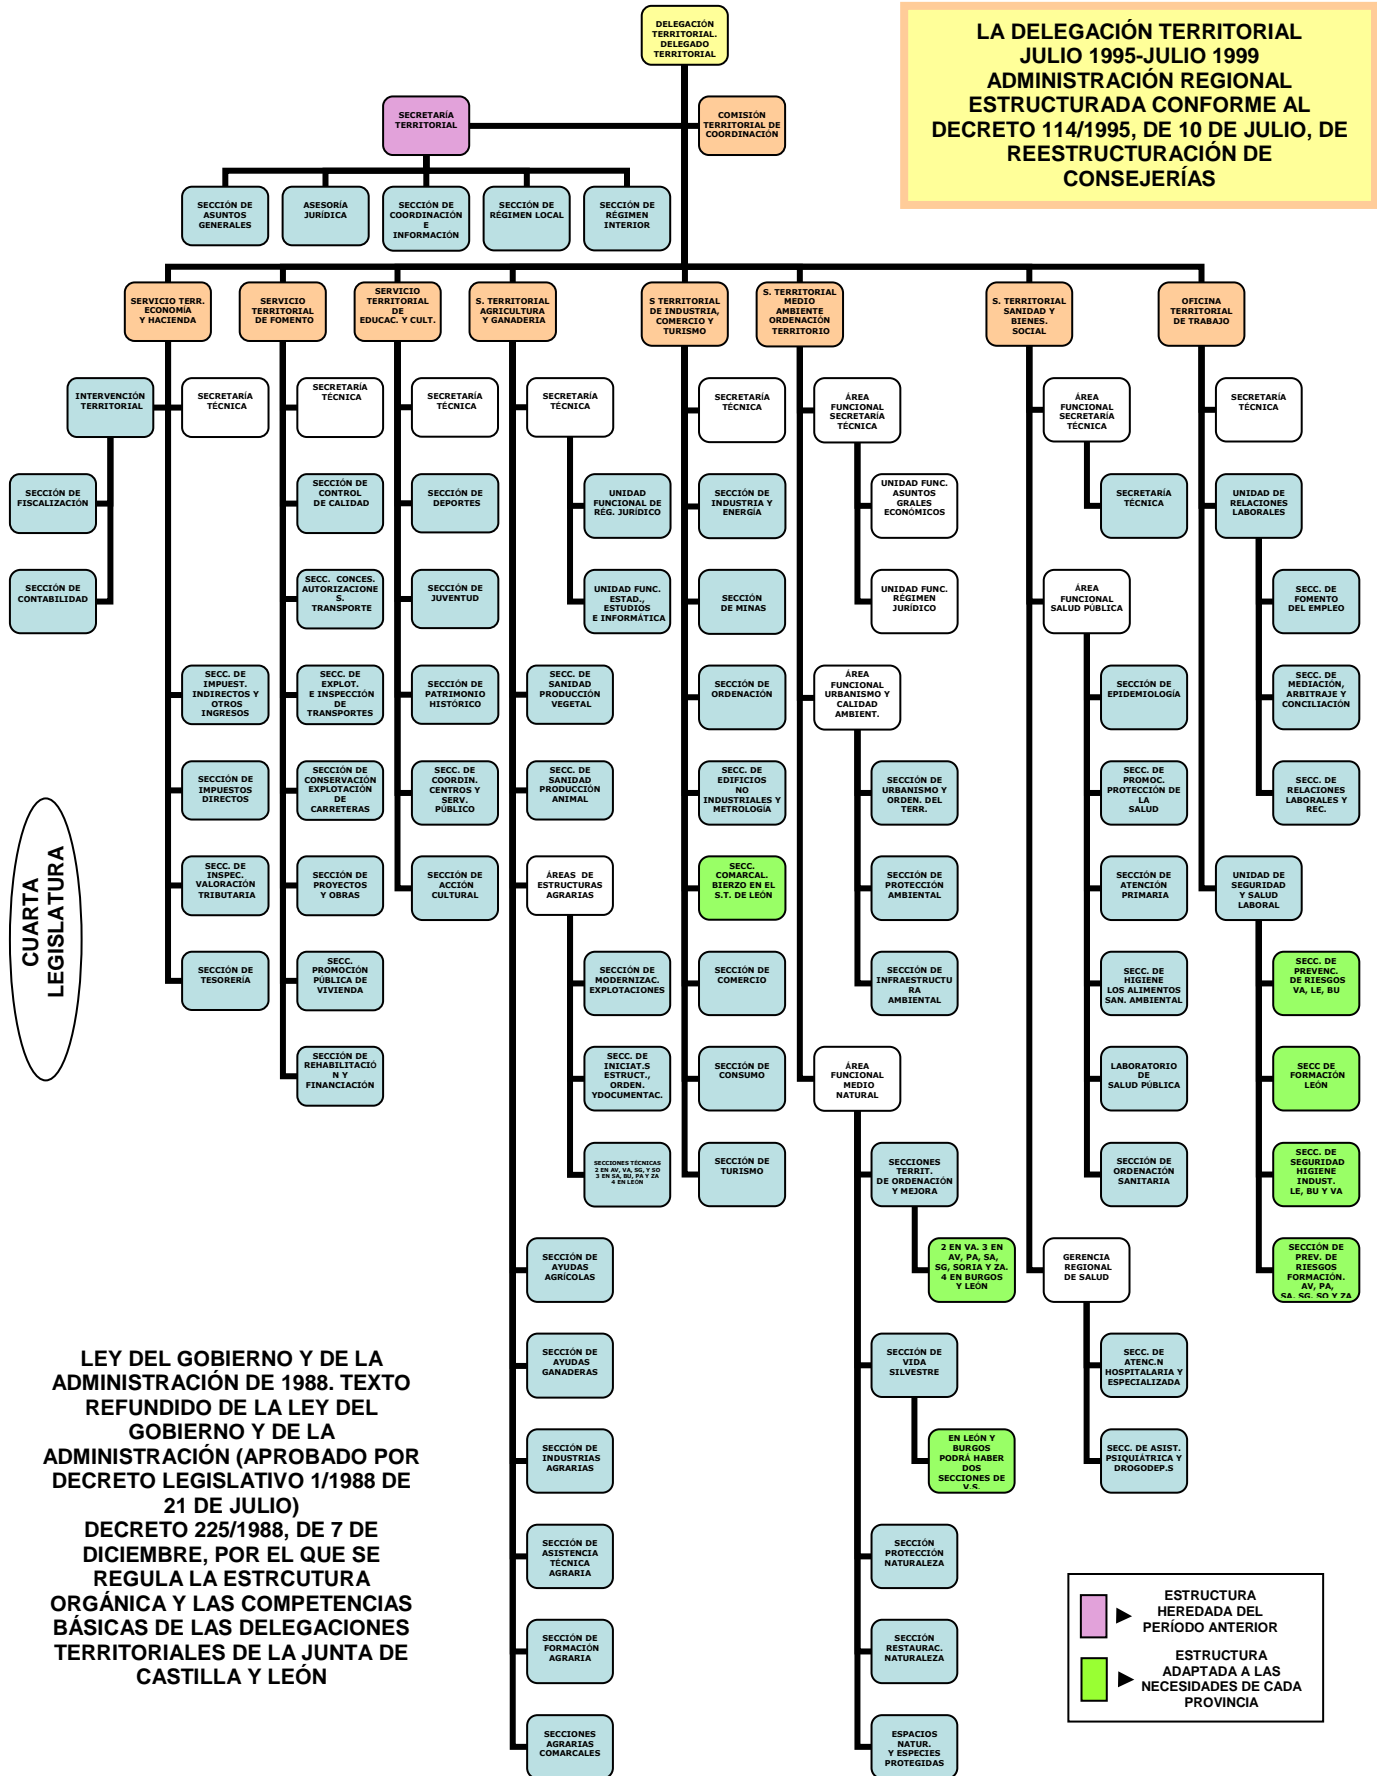 DELEGACIÓN
TERRITORIAL.
DELEGADO
TERRITORIAL
LA DELEGACIÓN TERRITORIAL
JULIO 1995-JULIO 1999
ADMINISTRACIÓN REGIONAL
ESTRUCTURADA CONFORME AL
DECRETO 114/1995, DE 10 DE JULIO, DE
REESTRUCTURACIÓN DE
CONSEJERÍAS
SECRETARÍA
TERRITORIAL
COMISIÓN
TERRITORIAL DE
COORDINACIÓN
SECCIÓN DE
ASUNTOS
GENERALES
ASESORÍA
JURÍDICA
SECCIÓN DE
COORDINACIÓN
E
INFORMACIÓN
SECCIÓN DE
RÉGIMEN LOCAL
SECCIÓN DE
RÉGIMEN
INTERIOR
SERVICIO TERR.
ECONOMÍA
Y HACIENDA
SERVICIO
TERRITORIAL
DE FOMENTO
SERVICIO
TERRITORIAL
DE
EDUCAC. Y CULT.
S. TERRITORIAL
AGRICULTURA
Y GANADERIA
S TERRITORIAL
DE INDUSTRIA,
COMERCIO Y
TURISMO
S. TERRITORIAL
MEDIO
AMBIENTE
ORDENACIÓN
TERRITORIO
S. TERRITORIAL
SANIDAD Y
BIENES.
SOCIAL
OFICINA
TERRITORIAL
DE TRABAJO
INTERVENCIÓN
TERRITORIAL
SECRETARÍA
TÉCNICA
SECRETARÍA
TÉCNICA
SECRETARÍA
TÉCNICA
SECRETARÍA
TÉCNICA
SECRETARÍA
TÉCNICA
ÁREA
FUNCIONAL
SECRETARÍA
TÉCNICA
ÁREA
FUNCIONAL
SECRETARÍA
TÉCNICA
SECRETARÍA
TÉCNICA
SECCIÓN DE
FISCALIZACIÓN
SECCIÓN DE
CONTROL
DE CALIDAD
SECCIÓN DE
DEPORTES
UNIDAD
FUNCIONAL DE
RÉG. JURÍDICO
SECCIÓN DE
INDUSTRIA Y
ENERGÍA
UNIDAD FUNC.
ASUNTOS
GRALES
ECONÓMICOS
SECRETARÍA
TÉCNICA
UNIDAD DE
RELACIONES
LABORALES
SECCIÓN DE
CONTABILIDAD
SECC. CONCES.
AUTORIZACIONE
S.
TRANSPORTE
SECCIÓN DE
JUVENTUD
UNIDAD FUNC.
ESTAD.,
ESTUDIOS
E INFORMÁTICA
SECCIÓN
DE MINAS
UNIDAD FUNC.
RÉGIMEN
JURÍDICO
ÁREA
FUNCIONAL
SALUD PÚBLICA
SECC. DE
FOMENTO
DEL EMPLEO
SECC. DE
IMPUEST.
INDIRECTOS Y
OTROS
INGRESOS
SECC. DE
EXPLOT.
E INSPECCIÓN
DE
TRANSPORTES
SECCIÓN DE
PATRIMONIO
HISTÓRICO
SECC. DE
SANIDAD
PRODUCCIÓN
VEGETAL
SECCIÓN DE
ORDENACIÓN
ÁREA
FUNCIONAL
URBANISMO Y
CALIDAD
AMBIENT.
SECCIÓN DE
EPIDEMIOLOGÍA
SECC. DE
MEDIACIÓN,
ARBITRAJE Y
CONCILIACIÓN
SECCIÓN DE
IMPUESTOS
DIRECTOS
SECCIÓN DE
CONSERVACIÓN
EXPLOTACIÓN
DE
CARRETERAS
SECC. DE
COORDIN.
CENTROS Y
SERV.
PÚBLICO
SECC. DE
SANIDAD
PRODUCCIÓN
ANIMAL
SECC. DE
EDIFICIOS
NO
INDUSTRIALES Y
METROLOGÍA
SECCIÓN DE
URBANISMO Y
ORDEN. DEL
TERR.
SECC. DE
PROMOC.
PROTECCIÓN DE
LA
SALUD
SECC. DE
RELACIONES
LABORALES Y
REC.
CUARTA
LEGISLATURA
SECC. DE
INSPEC.
VALORACIÓN
TRIBUTARIA
SECCIÓN DE
PROYECTOS
Y OBRAS
SECCIÓN DE
ACCIÓN
CULTURAL
ÁREAS DE
ESTRUCTURAS
AGRARIAS
SECC.
COMARCAL.
BIERZO EN EL
S.T. DE LEÓN
SECCIÓN DE
PROTECCIÓN
AMBIENTAL
SECCIÓN DE
ATENCIÓN
PRIMARIA
UNIDAD DE
SEGURIDAD
Y SALUD
LABORAL
SECCIÓN DE
TESORERÍA
SECC.
PROMOCIÓN
PÚBLICA DE
VIVIENDA
SECCIÓN DE
MODERNIZAC.
EXPLOTACIONES
SECCIÓN DE
COMERCIO
SECCIÓN DE
INFRAESTRUCTU
RA
AMBIENTAL
SECC. DE
HIGIENE
LOS ALIMENTOS
SAN. AMBIENTAL
SECC. DE
PREVENC.
DE RIESGOS
VA, LE, BU
SECCIÓN DE
REHABILITACIÓ
N Y
FINANCIACIÓN
SECC. DE
INICIAT.S
ESTRUCT.,
ORDEN.
YDOCUMENTAC.
SECCIÓN DE
CONSUMO
ÁREA
FUNCIONAL
MEDIO
NATURAL
LABORATORIO
DE
SALUD PÚBLICA
SECC DE
FORMACIÓN
LEÓN
SECCIONES TÉCNICAS
2 EN AV, VA, SG, Y SO
3 EN SA, BU, PA Y ZA
4 EN LEÓN
SECCIÓN DE
TURISMO
SECCIONES
TERRIT.
DE ORDENACIÓN
Y MEJORA
SECCIÓN DE
ORDENACIÓN
SANITARIA
SECC. DE
SEGURIDAD
HIGIENE
INDUST.
LE, BU Y VA
SECCIÓN DE
AYUDAS
AGRÍCOLAS
2 EN VA. 3 EN
AV, PA, SA,
SG, SORIA Y ZA.
4 EN BURGOS
Y LEÓN
GERENCIA
REGIONAL
DE SALUD
SECCIÓN DE
PREV. DE
RIESGOS
FORMACIÓN.
AV, PA,
SA, SG, SO Y ZA
SECCIÓN DE
AYUDAS
GANADERAS
SECCIÓN DE
VIDA
SILVESTRE
SECC. DE
ATENC.N
HOSPITALARIA Y
ESPECIALIZADA
SECCIÓN DE
INDUSTRIAS
AGRARIAS
EN LEÓN Y
BURGOS
PODRÁ HABER
DOS
SECCIONES DE
V.S.
SECC. DE ASIST.
PSIQUIÁTRICA Y
DROGODEP.S
LEY DEL GOBIERNO Y DE LA
ADMINISTRACIÓN DE 1988. TEXTO
REFUNDIDO DE LA LEY DEL
GOBIERNO Y DE LA
ADMINISTRACIÓN (APROBADO POR
DECRETO LEGISLATIVO 1/1988 DE
21 DE JULIO)
DECRETO 225/1988, DE 7 DE
DICIEMBRE, POR EL QUE SE
REGULA LA ESTRCUTURA
ORGÁNICA Y LAS COMPETENCIAS
BÁSICAS DE LAS DELEGACIONES
TERRITORIALES DE LA JUNTA DE
CASTILLA Y LEÓN
SECCIÓN DE
ASISTENCIA
TÉCNICA
AGRARIA
SECCIÓN
PROTECCIÓN
NATURALEZA
SECCIÓN DE
FORMACIÓN
AGRARIA
SECCIÓN
RESTAURAC.
NATURALEZA
SECCIONES
AGRARIAS
COMARCALES
ESPACIOS
NATUR.
Y ESPECIES
PROTEGIDAS
ESTRUCTURA
HEREDADA DEL
PERÍODO ANTERIOR
ESTRUCTURA
ADAPTADA A LAS
NECESIDADES DE CADA
PROVINCIA